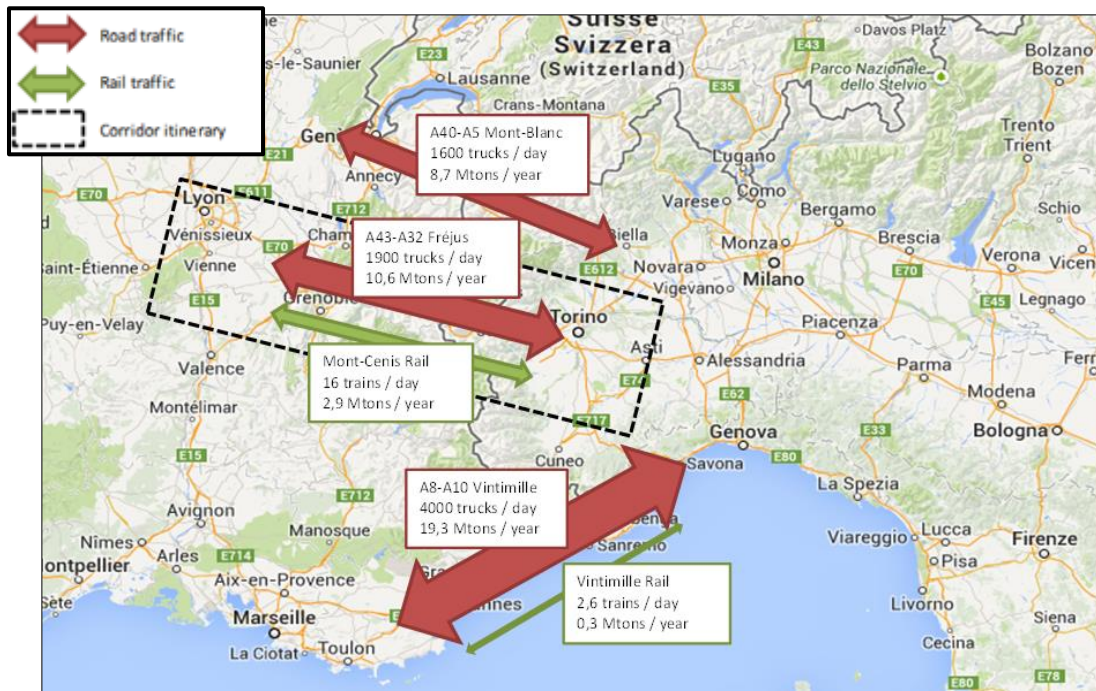 Road traffic
Rail traffic
Corridor itinerary
Suisse
Svizzera
(Switzerland)
Davos Platz
E43
Bolzano
Bozen
Parco Nazionale
dello Stelvio
E23
Lausanne
Crans-Montana
E35
Trento
Trient
E21
Annecy
A40-A5 Mont-Blanc
1600 trucks / day
8,7 Mtons / year
Lugano
Como
Varese
Bergamo
Schio
E70
E611
Lyon
Vénissieux
E712
E70
Vienne
A43-A32 Fréjus
1900 trucks / day
10,6 Mtons / year
E612
Novara
Vigevano
Monza
Milano
Brescia
E70
Verona
Saint-Étienne
E15
E45
Legnago
Puy-en-Velay
Torino
Piacenza
Valence
Mont-Cenis Rail
16 trains / day
2,9 Mtons / year
Asti
Alessandria
Parma
E62
Modena
Montélimar
E717
Genova
E33
Bologna
E15
Cuneo
Savona
E80
La Spezia
E712
A8-A10 Vintimille
4000 trucks / day
19,3 Mtons / year
Avignon
Manosque
Sanremo
Viareggio
Lucca
Firenze
Nîmes
Arles
E714
Pisa
Aix-en-Provence
Vintimille Rail
2,6 trains / day
0,3 Mtons / year
Livorno
Sète
Marseille
Siena
La Ciotat
Toulon
Cecina
E80
E78